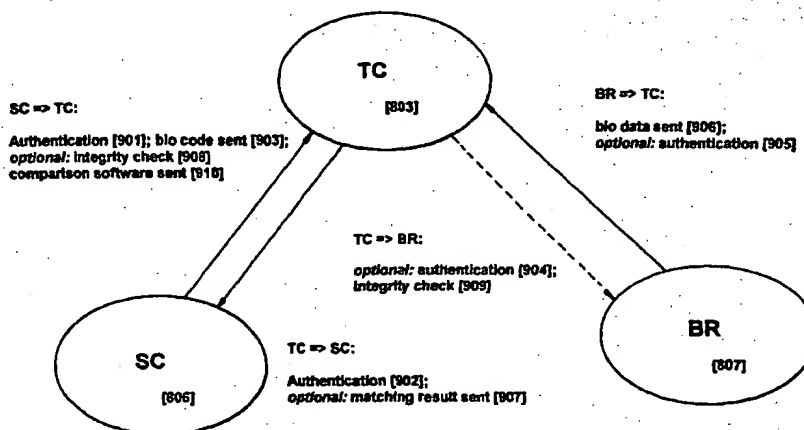 TC
[803]
SC => TC:
Authentication [901]; bio code sent [903];
optional: integrity check [908]
comparison software sent [910]
BR => TC:
bio data sent [906];
optional: authentication [905]
TC => BR:
optional: authentication [904];
integrity check [909]
SC
[806]
TC => SC:
Authentication [902];
optional: matching result sent [907]
BR
[807]